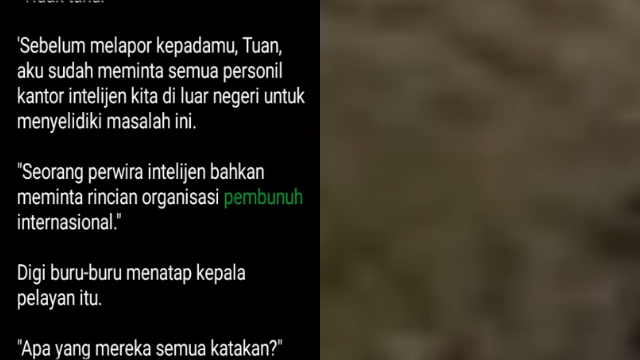 'Sebelum melapor kepadamu, Tuan,
aku sudah meminta semua personil
kantor intelijen kita di luar negeri untuk
menyelidiki masalah ini.
"Seorang perwira intelijen bahkan
meminta rincian organisasi pembunuh
internasional."
Digi buru-buru menatap kepala
pelayan itu.
"Apa yang mereka semua katakan?"